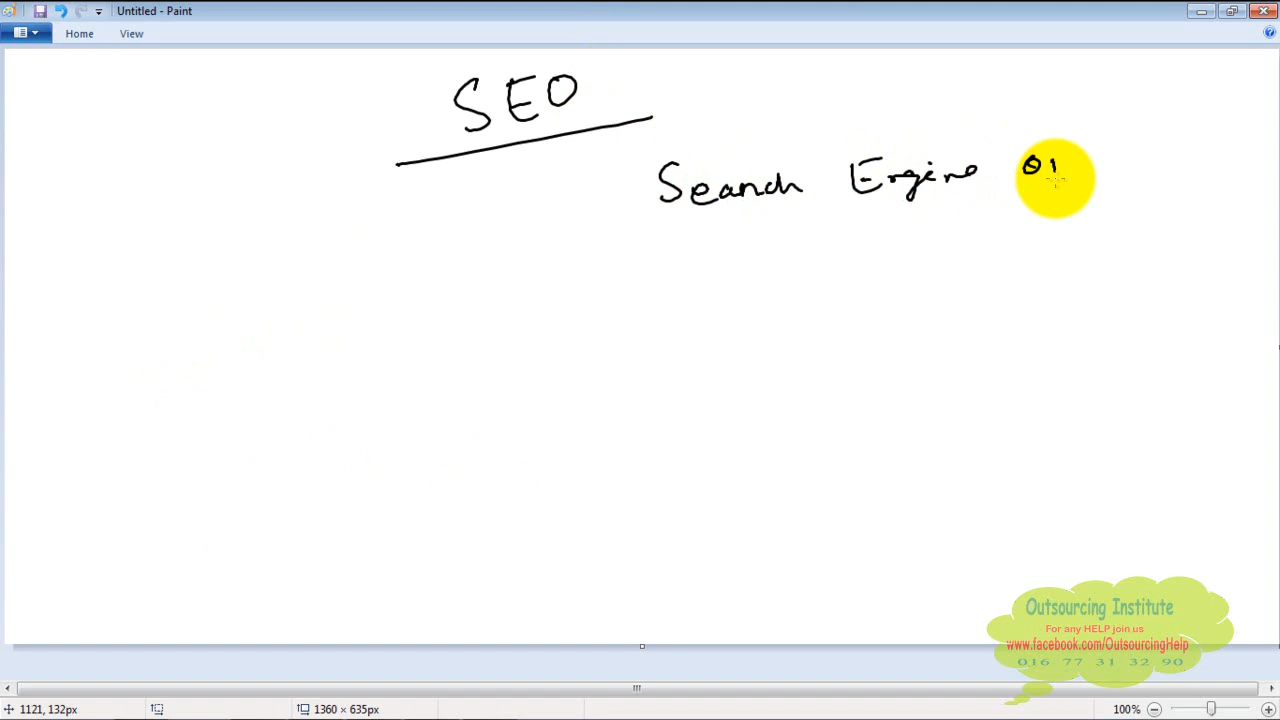 Untitled - Paint
Home View
SEO
Search Engine
Outsourcing Institute
For any HELP join us
www.facebook.com/OutsourcingHelp
016 77 31 32 90
1121, 132px 1360 × 635px 100%